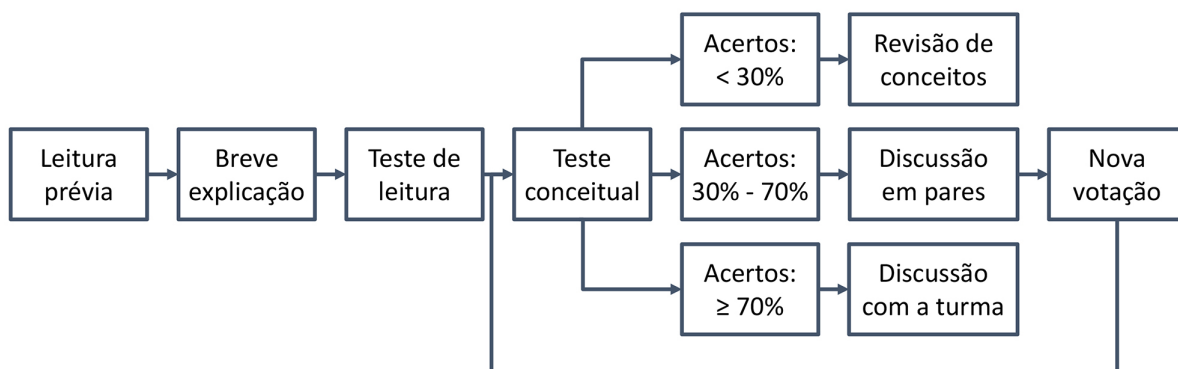 Leitura
prévia
Breve
explicação
Teste de
leitura
Teste
conceitual
Acertos:
< 30%
Revisão de
conceitos
Acertos:
30% - 70%
Discussão
em pares
Nova
votação
Acertos:
≥ 70%
Discussão
com a turma